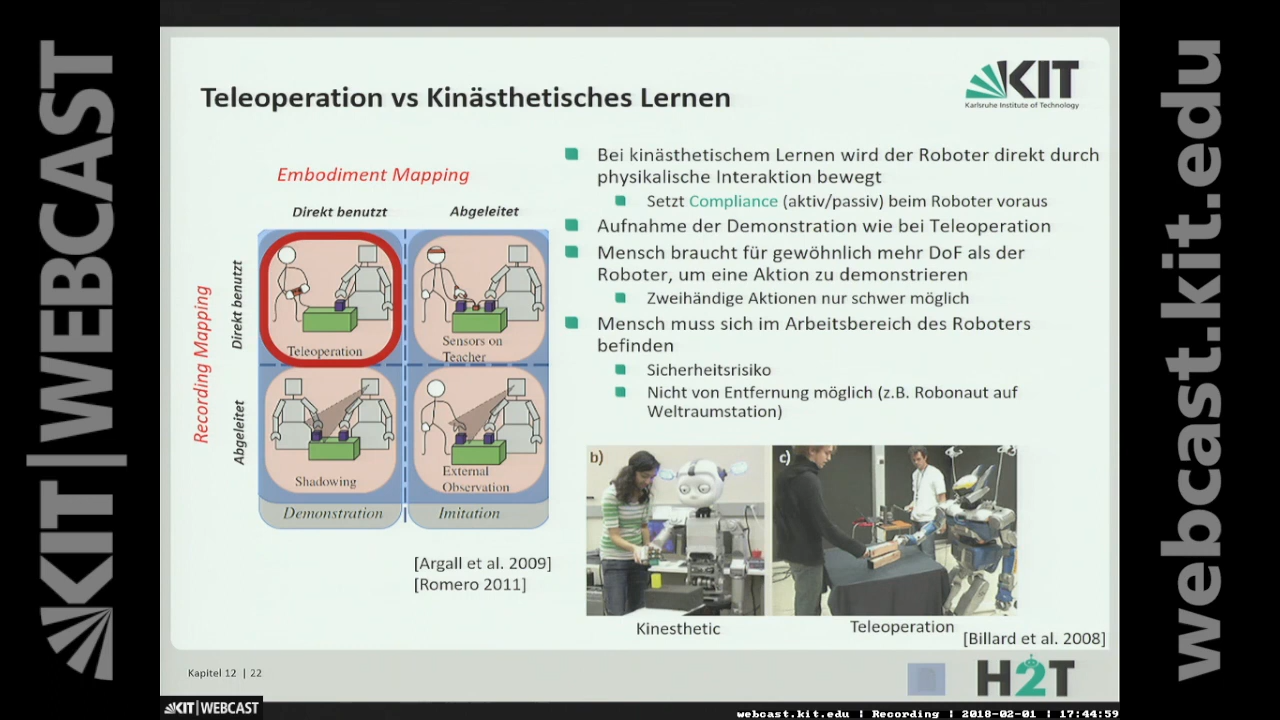 KIT|WEBCAST
webcast.kit.edu
Teleoperation vs Kinästhetisches Lernen
KIT
Karlsruhe Institute of Technology
Embodiment Mapping
Direkt benutzt
Abgeleitet
Recording Mapping
Direkt benutzt
Abgeleitet
Teleoperation
Sensors on
Teacher
Shadowing
External
Observation
Demonstration
Imitation
[Argall et al. 2009]
[Romero 2011]
Bei kinästhetischem Lernen wird der Roboter direkt durch
physikalische Interaktion bewegt
Setzt Compliance (aktiv/passiv) beim Roboter voraus
Aufnahme der Demonstration wie bei Teleoperation
Mensch braucht für gewöhnlich mehr DoF als der
Roboter, um eine Aktion zu demonstrieren
Zweihändige Aktionen nur schwer möglich
Mensch muss sich im Arbeitsbereich des Roboters
befinden
Sicherheitsrisiko
Nicht von Entfernung möglich (z.B. Robonaut auf
Weltraumstation)
b)
c)
Kinesthetic
Teleoperation
[Billard et al. 2008]
Kapitel 12 | 22
H2T
KIT|WEBCAST
webcast.kit.edu | Recording | 2018-02-01 | 17:44:59